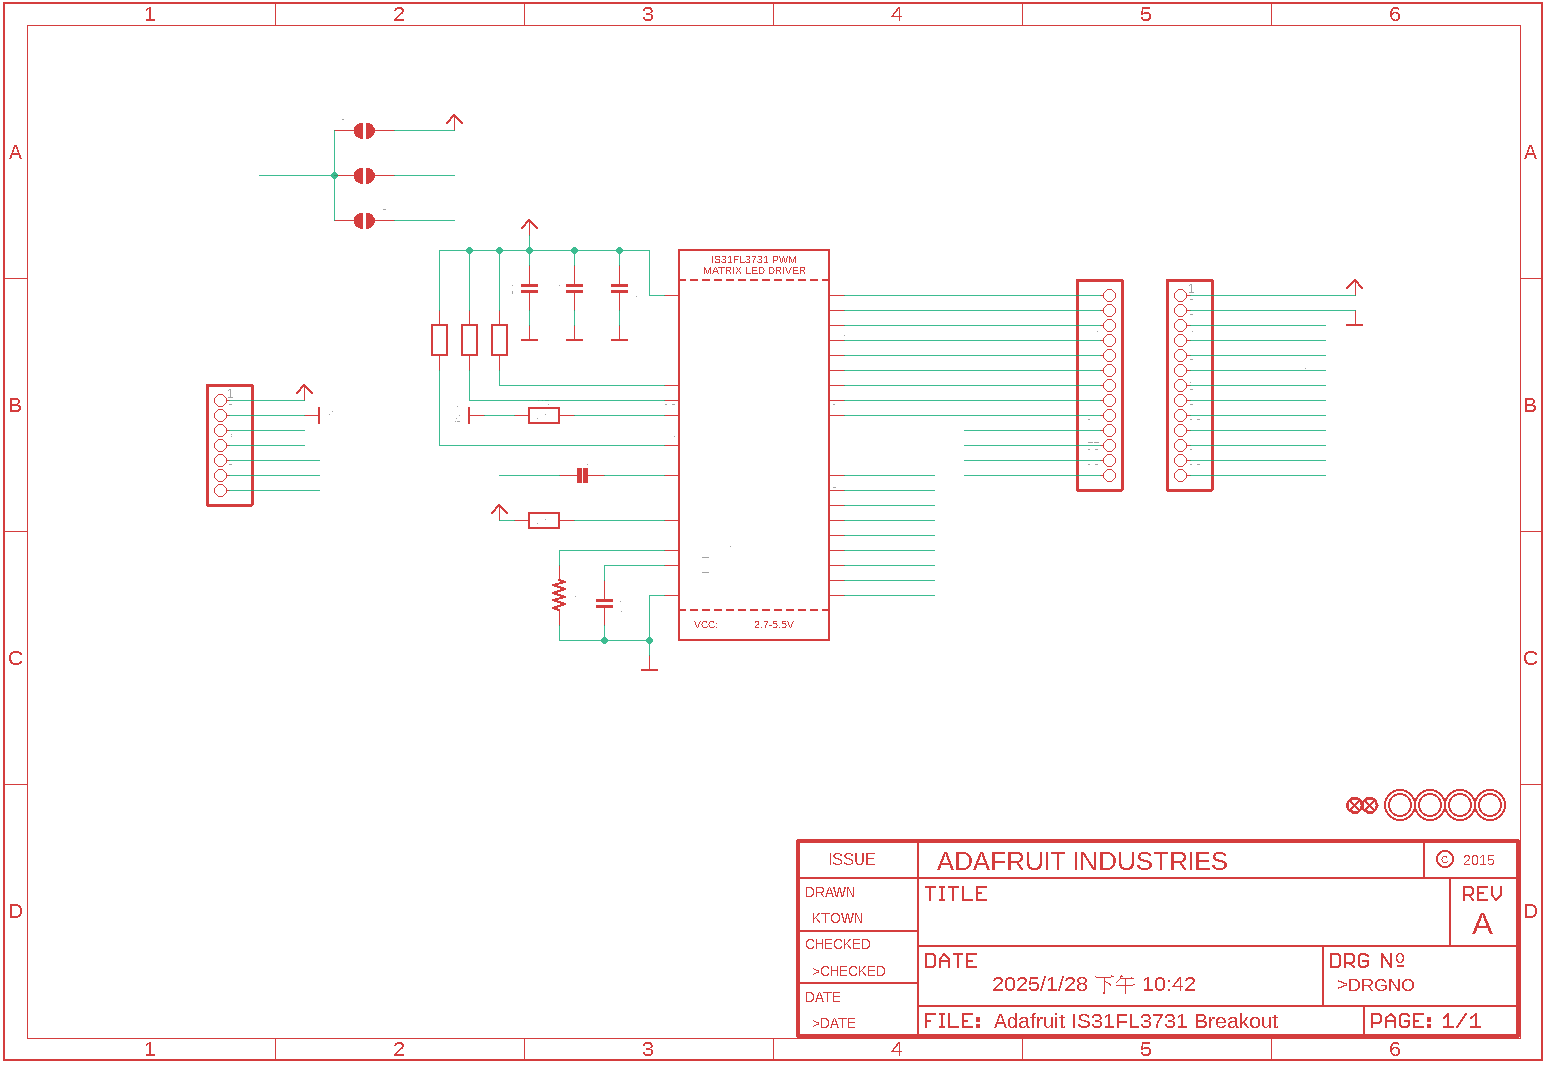 1 2 3 4 5 6
A A
IS31FL3731 PWM
MATRIX LED DRIVER
1
1
B B
VCC: 2.7-5.5V
C C
ISSUE ADAFRUIT INDUSTRIES © 2015
DRAWN TITLE REV
KTOWN A
D D
CHECKED
>CHECKED
DATE DRG Nº
2025/1/28 下午 10:42 >DRGNO
DATE
>DATE
FILE: Adafruit IS31FL3731 Breakout PAGE: 1/1
1 2 3 4 5 6